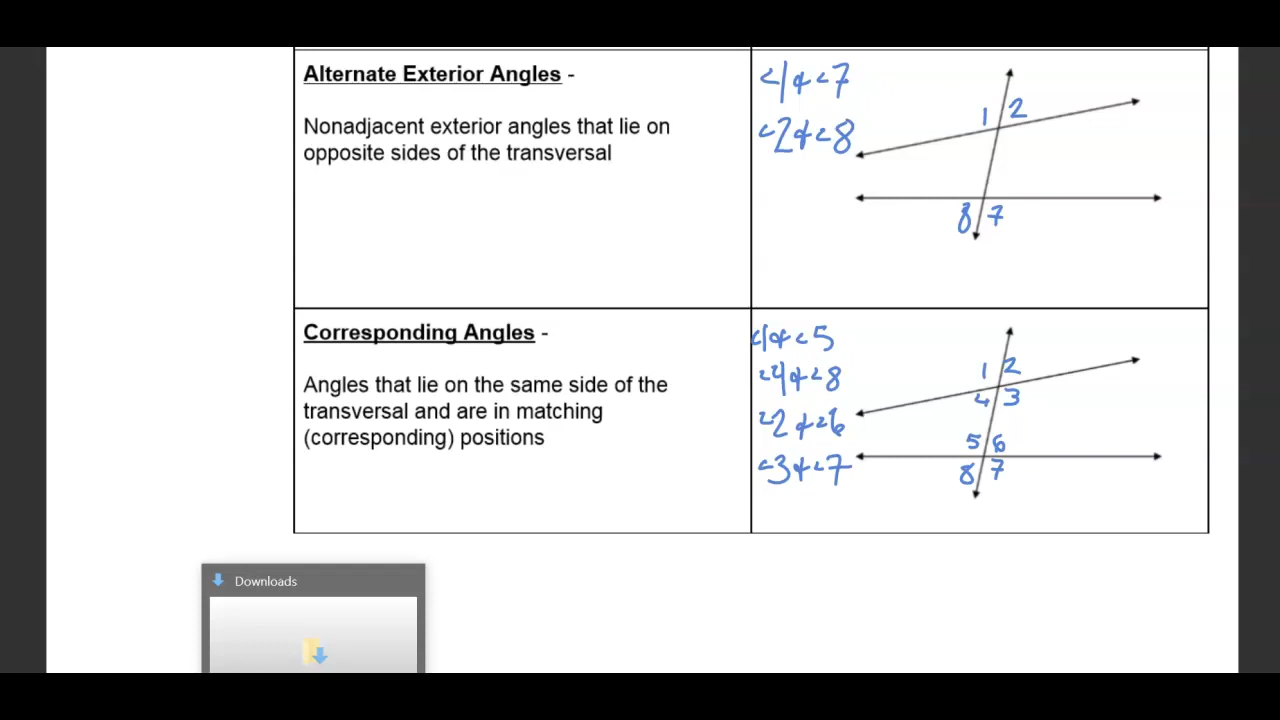 Alternate Exterior Angles -
Nonadjacent exterior angles that lie on
opposite sides of the transversal
<1 & <7
<2 & <8
1 2
8 7
Corresponding Angles -
Angles that lie on the same side of the
transversal and are in matching
(corresponding) positions
<1 & <5
<4 & <8
<2 & <6
<3 & <7
1 2
4 3
5 6
8 7
Downloads